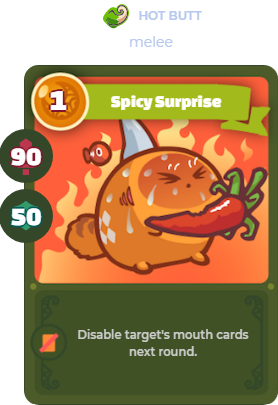 HOT BUTT
melee
1
Spicy Surprise
90
50
Disable target's mouth cards
next round.